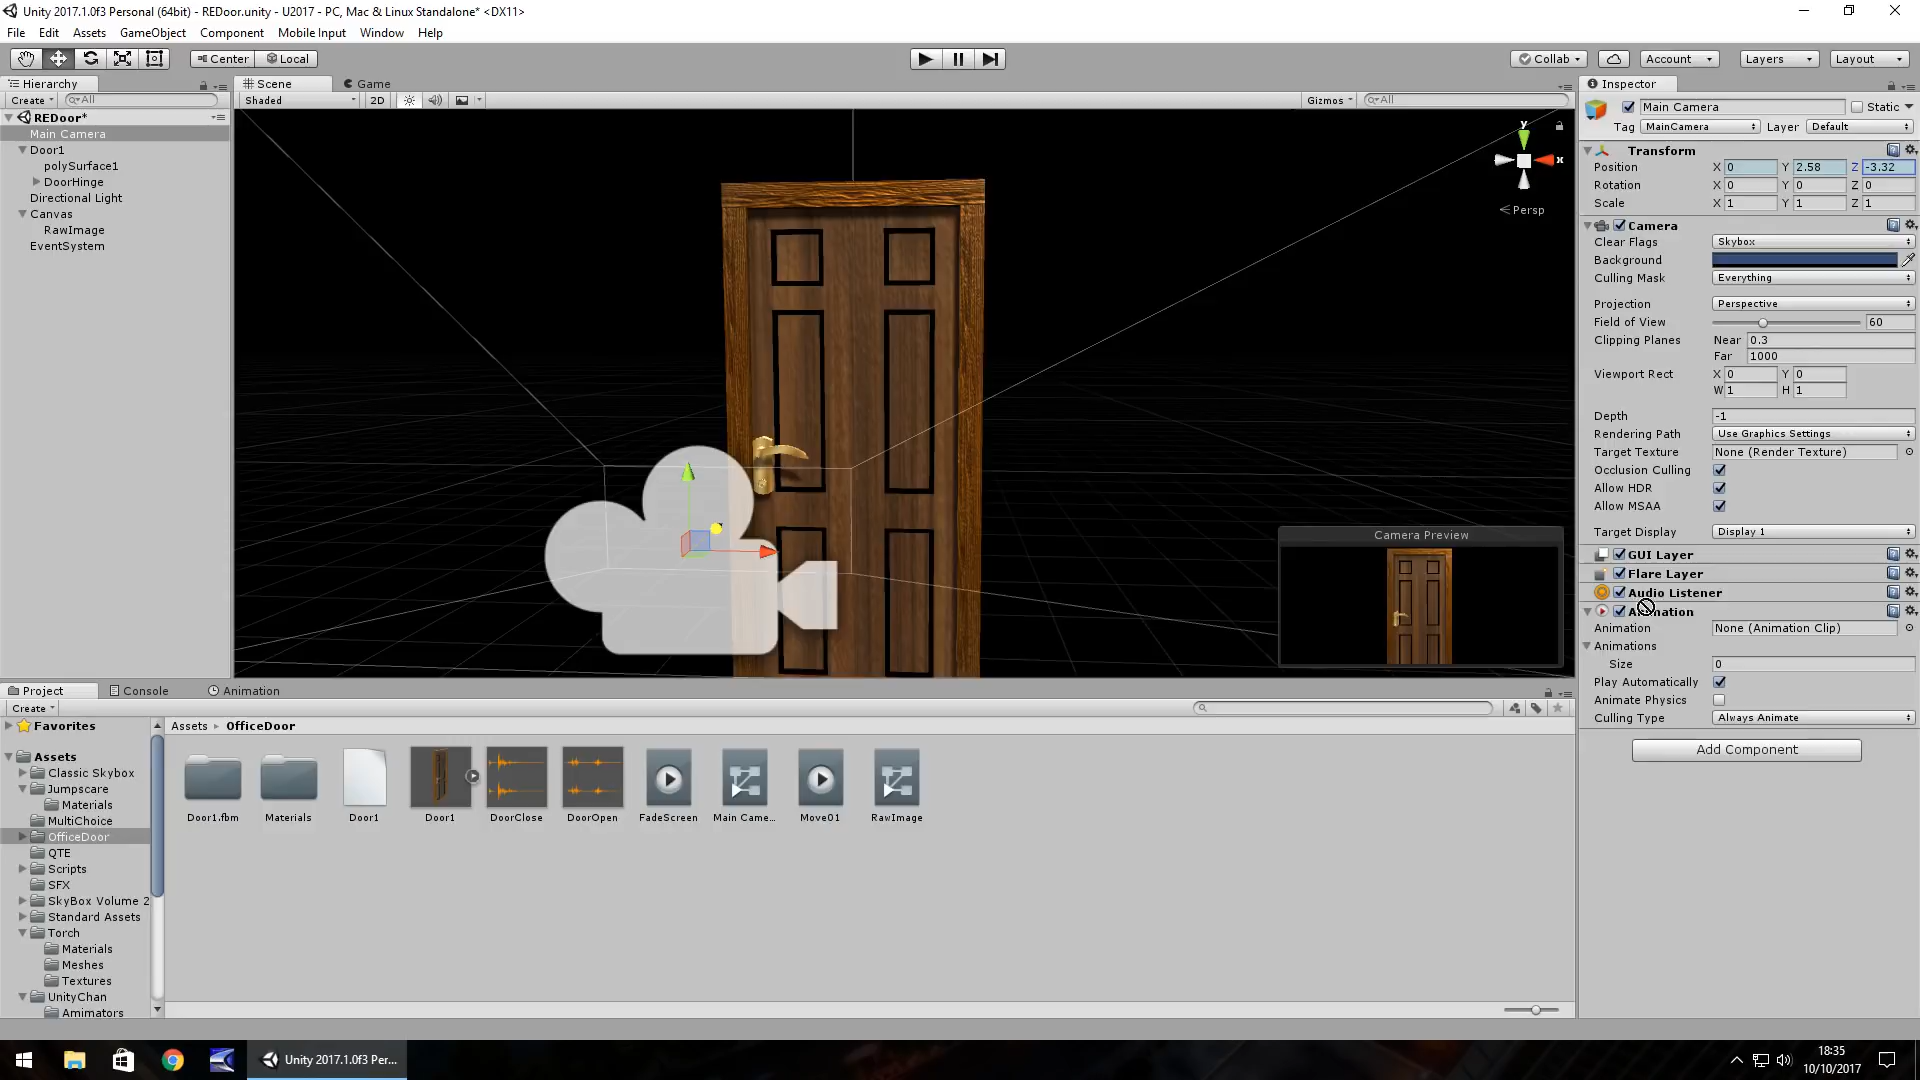 Unity 2017.1.0f3 Personal (64bit) - REDoor.unity - U2017 - PC, Mac & Linux Standalone* <DX11>
File Edit Assets GameObject Component Mobile Input Window Help
Center Local Collab Account Layers Layout
Hierarchy Scene Game Inspector
Create All Shaded 2D Gizmos All
Main Camera Static
REDoor*
Tag MainCamera Layer Default
Main Camera
Door1
polySurface1
DoorHinge
Directional Light
Canvas
RawImage
EventSystem
y
x
Persp
Transform
Position X 0 Y 2.58 Z -3.32
Rotation X 0 Y 0 Z 0
Scale X 1 Y 1 Z 1
Camera
Clear Flags Skybox
Background
Culling Mask Everything
Projection Perspective
Field of View 60
Clipping Planes Near 0.3
Far 1000
Viewport Rect X 0 Y 0
W 1 H 1
Depth -1
Rendering Path Use Graphics Settings
Target Texture None (Render Texture)
Occlusion Culling
Allow HDR
Allow MSAA
Target Display Display 1
Camera Preview
GUI Layer
Flare Layer
Audio Listener
Animation None (Animation Clip)
Animations
Size 0
Play Automatically
Animate Physics
Culling Type Always Animate
Add Component
Project Console Animation
Create
Favorites
Assets
Classic Skybox
Jumpscare
Materials
MultiChoice
OfficeDoor
QTE
Scripts
SFX
SkyBox Volume 2
Standard Assets
Torch
Materials
Meshes
Textures
UnityChan
Amimators
Assets OfficeDoor
Door1.fbm Materials Door1 Door1 DoorClose DoorOpen FadeScreen Main Came... Move01 RawImage
Unity 2017.1.0f3 Per...
18:35
10/10/2017